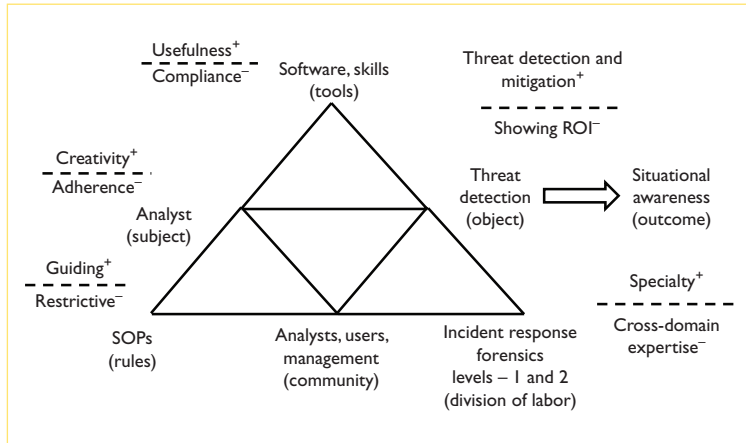 Usefulness⁺
Compliance⁻
Software, skills
(tools)
Threat detection and
mitigation⁺
Showing ROI⁻
Creativity⁺
Adherence⁻
Analyst
(subject)
Threat
detection
(object)
Situational
awareness
(outcome)
Guiding⁺
Restrictive⁻
SOPs
(rules)
Analysts, users,
management
(community)
Incident response
forensics
levels – 1 and 2
(division of labor)
Specialty⁺
Cross-domain
expertise⁻